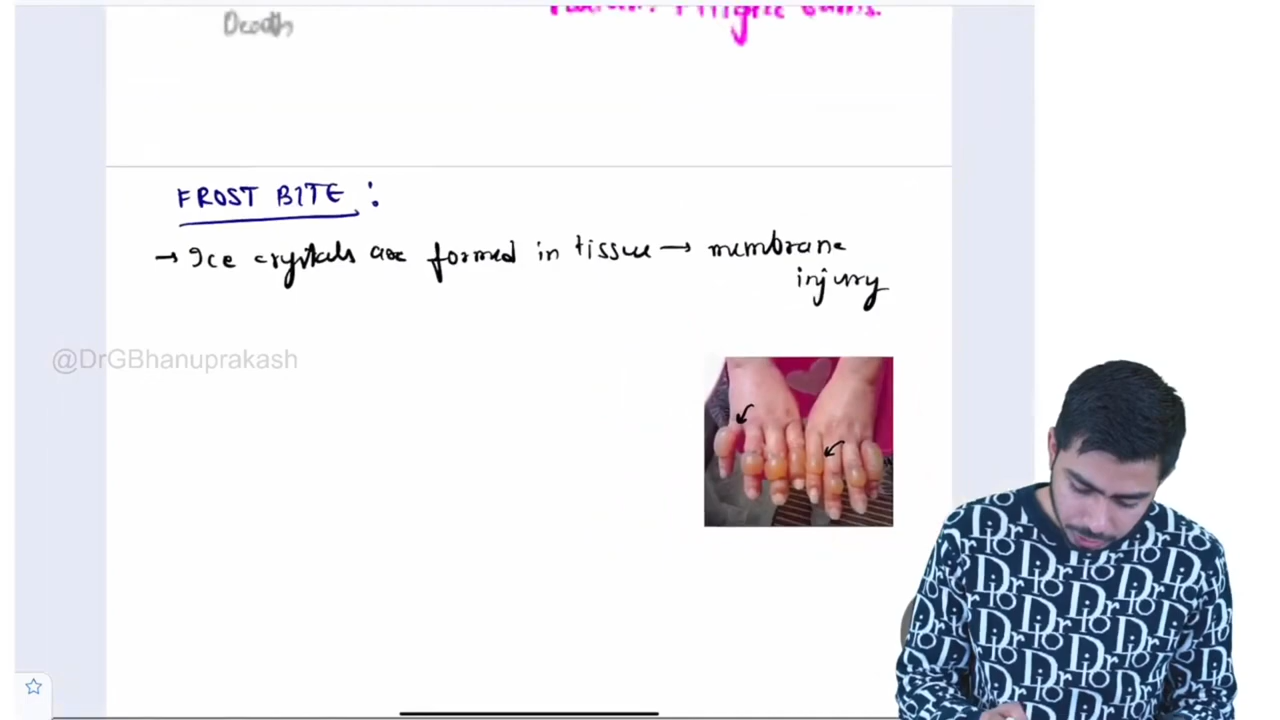 Death
FROST BITE :
→ Ice crystals are formed in tissue → membrane
injury
@DrGBhanuprakash